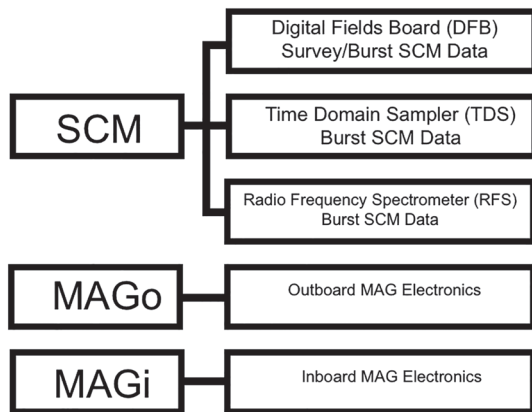 Digital Fields Board (DFB)
Survey/Burst SCM Data
SCM
Time Domain Sampler (TDS)
Burst SCM Data
Radio Frequency Spectrometer (RFS)
Burst SCM Data
MAGo
Outboard MAG Electronics
MAGi
Inboard MAG Electronics